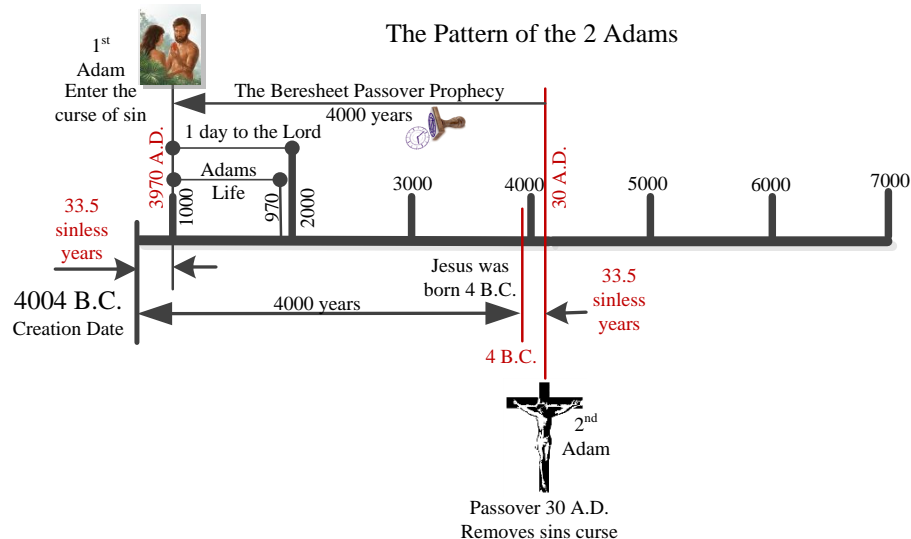 The Pattern of the 2 Adams
1st
Adam
Enter the
curse of sin
The Beresheet Passover Prophecy
4000 years
1 day to the Lord
Adams
Life
3970 A.D.
1000
970
2000
3000
4000
30 A.D.
5000
6000
7000
33.5
sinless
years
4004 B.C.
Creation Date
4000 years
Jesus was
born 4 B.C.
33.5
sinless
years
4 B.C.
2nd
Adam
Passover 30 A.D.
Removes sins curse